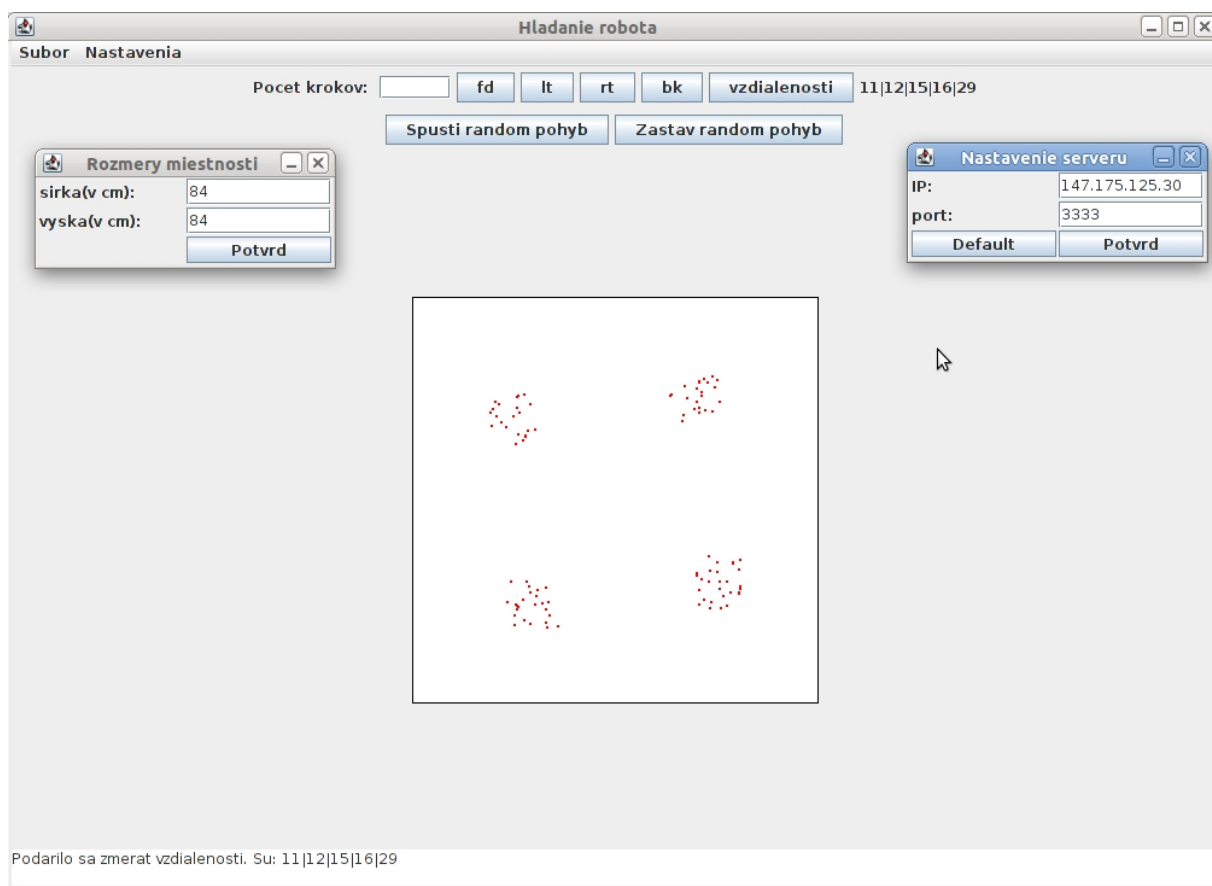 Hladanie robota
Subor Nastavenia
Pocet krokov: fd lt rt bk vzdialenosti 11|12|15|16|29
Spusti random pohyb Zastav random pohyb
Rozmery miestnosti
sirka(v cm): 84
vyska(v cm): 84
Potvrd
Nastavenie serveru
IP: 147.175.125.30
port: 3333
Default Potvrd
Podarilo sa zmerat vzdialenosti. Su: 11|12|15|16|29